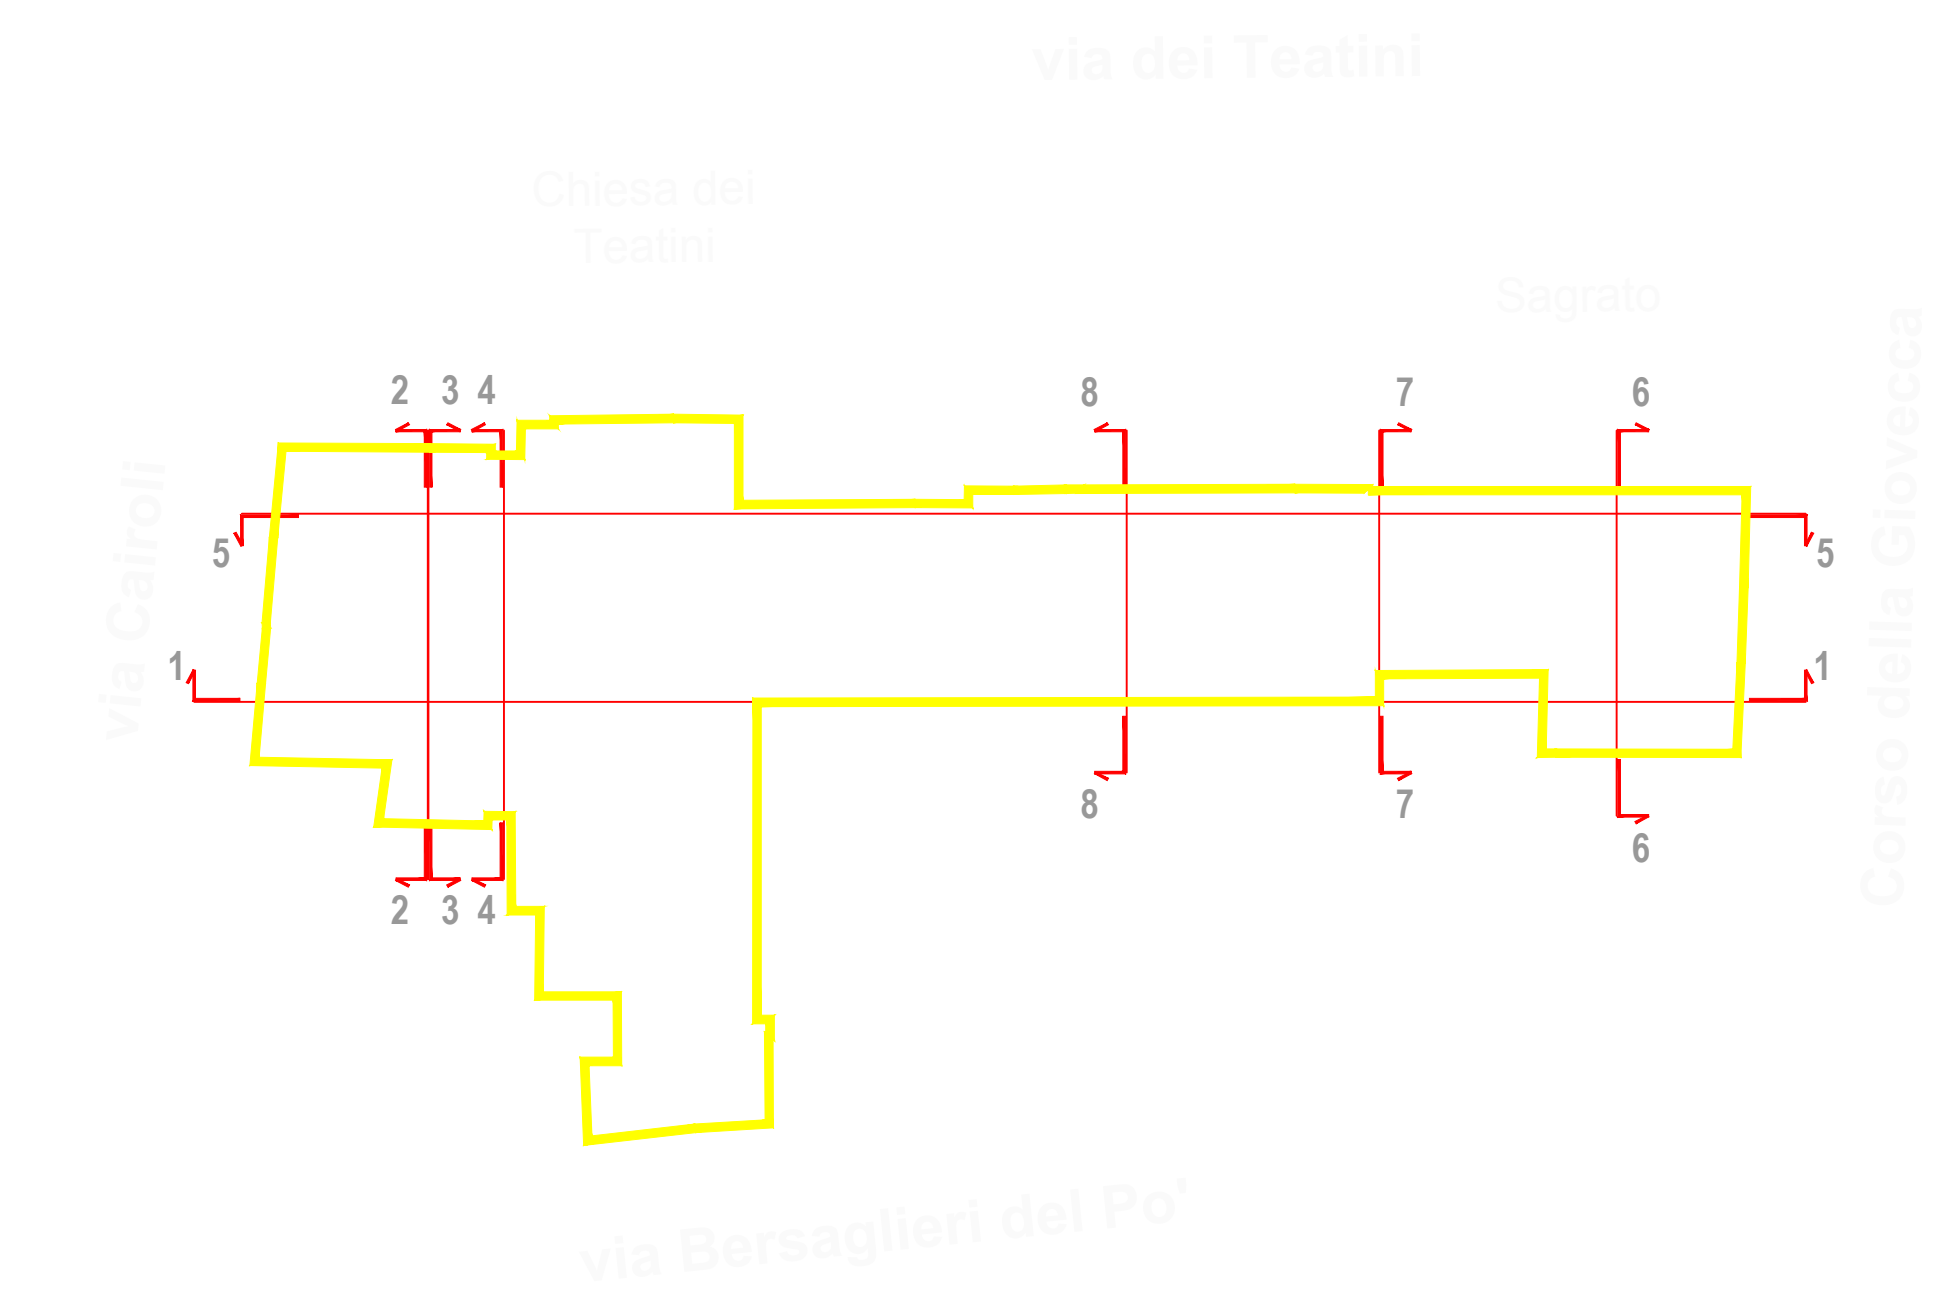 via dei Teatini
Chiesa dei
Teatini
Sagrato
2 3 4 8 7 6
via Cairoli
Corso della Giovecca
5 5
1 1
8 7
6
2 3 4
via Bersaglieri del Po'